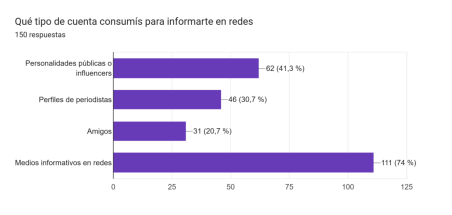 Qué tipo de cuenta consumís para informarte en redes
150 respuestas
Personalidades públicas o
influencers
62 (41,3 %)
Perfiles de periodistas
46 (30,7 %)
Amigos
31 (20,7 %)
Medios informativos en redes
111 (74 %)
0
25
50
75
100
125